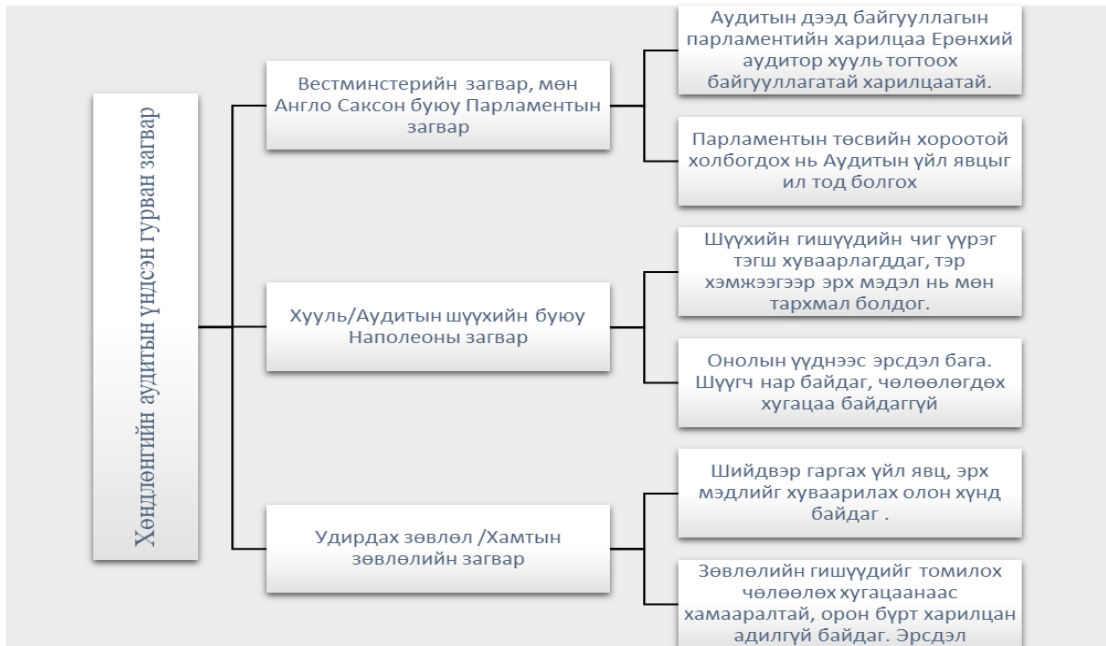 Хөндлөнгийн аудитын үндсэн гурван загвар
Вестминстерийн загвар, мөн
Англо Саксон буюу Парламентын
загвар
Аудитын дээд байгууллагын
парламентийн харилцаа Ерөнхий
аудитор хууль тогтоох
байгууллагатай харилцаатай.
Парламентын төсвийн хороотой
холбогдох нь Аудитын үйл явцыг
ил тод болгох
Хууль/Аудитын шүүхийн буюу
Наполеоны загвар
Шүүхийн гишүүдийн чиг үүрэг
тэгш хуваарлагддаг, тэр
хэмжээгээр эрх мэдэл нь мөн
тархмал болдог.
Онолын үүднээс эрсдэл бага.
Шүүгч нар байдаг, чөлөөлөгдөх
хугацаа байдаггүй
Удирдах зөвлөл /Хамтын
зөвлөлийн загвар
Шийдвэр гаргах үйл явц, эрх
мэдлийг хуваарилах олон хүнд
байдаг .
Зөвлөлийн гишүүдийг томилох
чөлөөлөх хугацаанаас
хамааралтай, орон бүрт харилцан
адилгүй байдаг. Эрсдэл